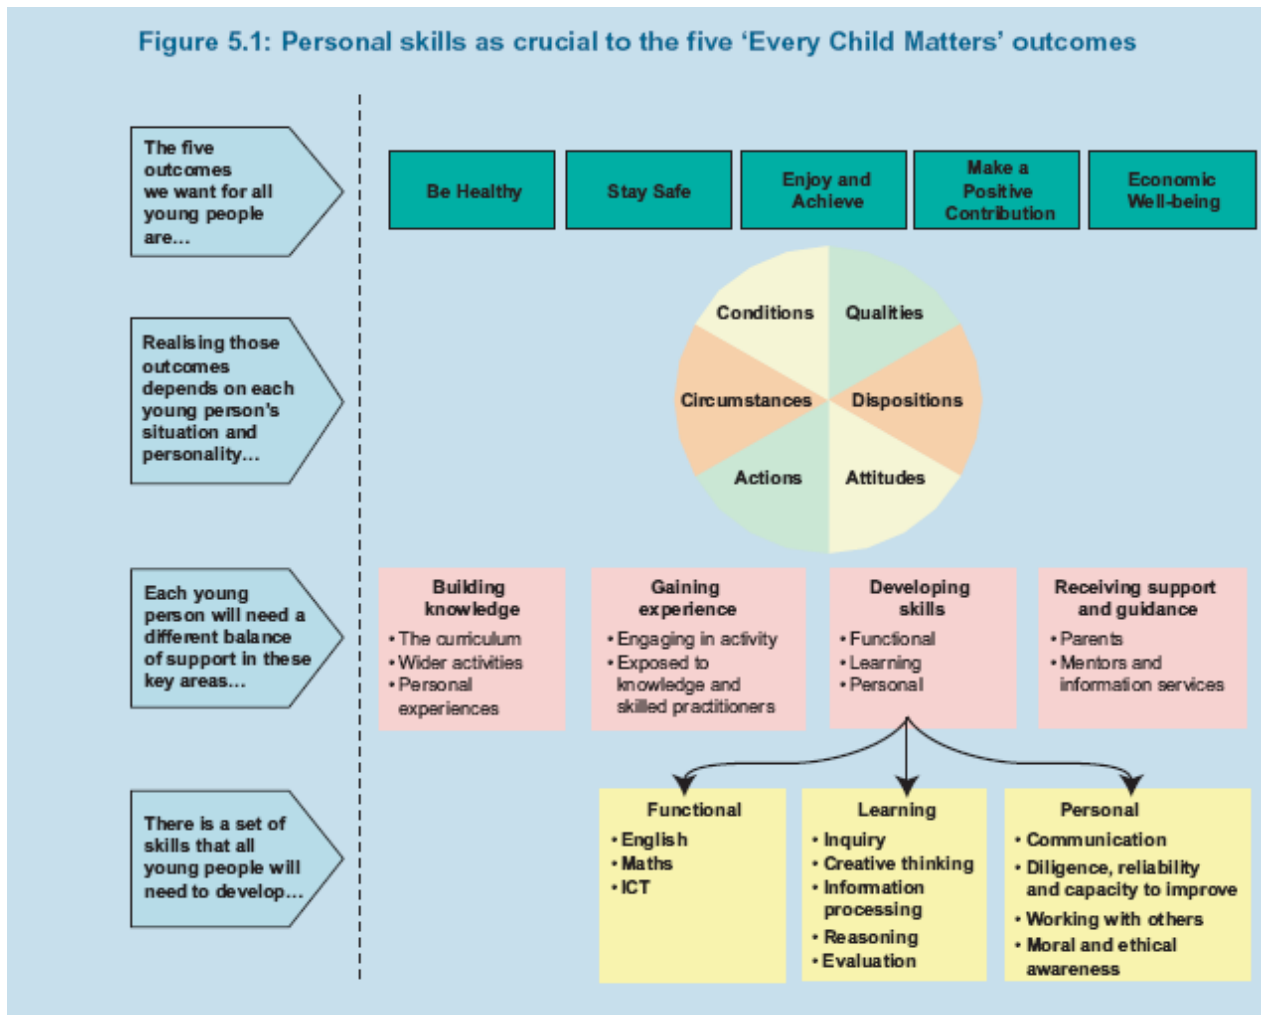 Figure 5.1: Personal skills as crucial to the five ‘Every Child Matters’ outcomes
The five
outcomes
we want for all
young people
are...
Be Healthy
Stay Safe
Enjoy and
Achieve
Make a
Positive
Contribution
Economic
Well-being
Realising those
outcomes
depends on each
young person’s
situation and
personality...
Conditions
Qualities
Circumstances
Dispositions
Actions
Attitudes
Each young
person will need a
different balance
of support in these
key areas...
Building
knowledge
• The curriculum
• Wider activities
• Personal
experiences
Gaining
experience
• Engaging in activity
• Exposed to
knowledge and
skilled practitioners
Developing
skills
• Functional
• Learning
• Personal
Receiving support
and guidance
• Parents
• Mentors and
information services
There is a set of
skills that all
young people will
need to develop...
Functional
• English
• Maths
• ICT
Learning
• Inquiry
• Creative thinking
• Information
processing
• Reasoning
• Evaluation
Personal
• Communication
• Diligence, reliability
and capacity to improve
• Working with others
• Moral and ethical
awareness